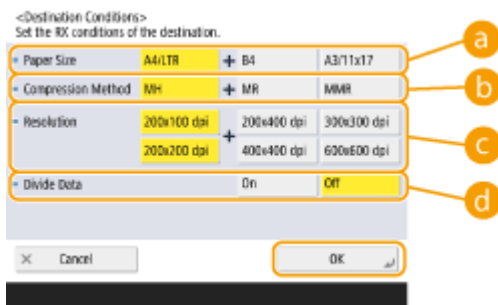 <Destination Conditions>
Set the RX conditions of the destination.
Paper Size A4/LTR + B4 A3/11x17 a
Compression Method MH + MR MMR b
Resolution 200x100 dpi + 200x400 dpi 300x300 dpi c
200x200 dpi 400x400 dpi 600x600 dpi
Divide Data On Off d
× Cancel OK